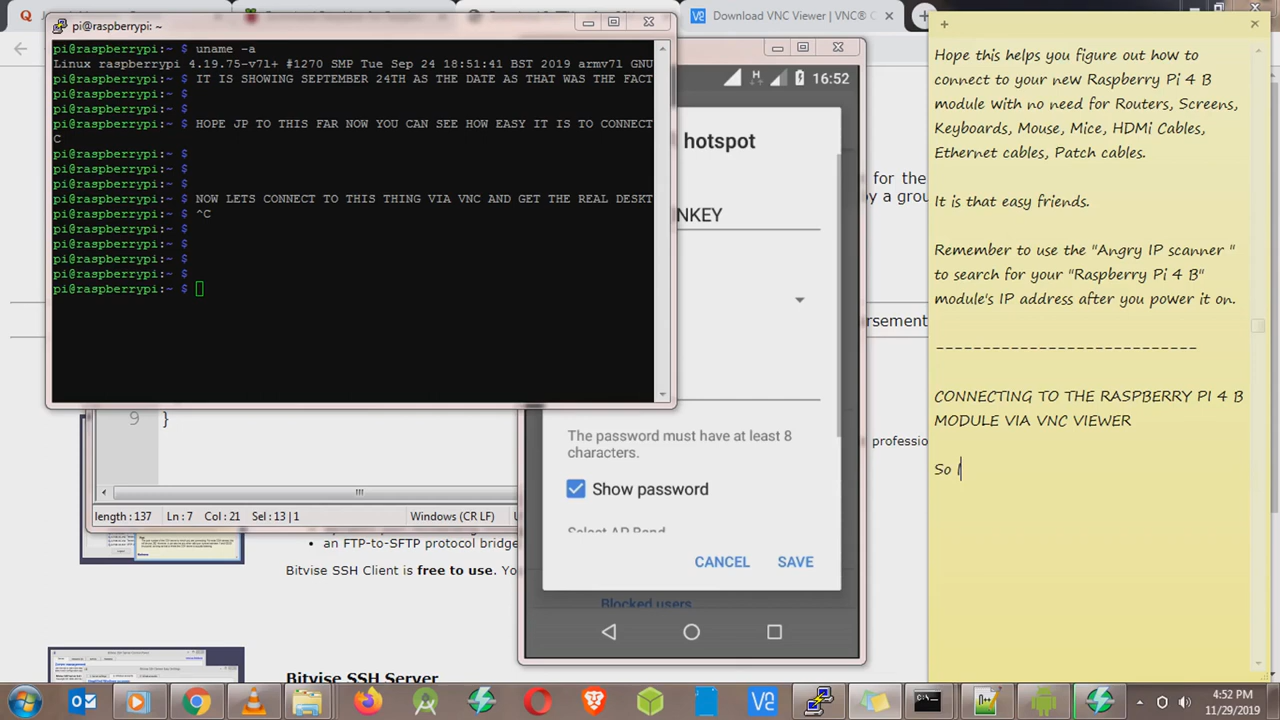 Download VNC Viewer | VNC®
pi@raspberrypi: ~
pi@raspberrypi:~ $ uname -a
Linux raspberrypi 4.19.75-v7l+ #1270 SMP Tue Sep 24 18:51:41 BST 2019 armv7l GNU
pi@raspberrypi:~ $ IT IS SHOWING SEPTEMBER 24TH AS THE DATE AS THAT WAS THE FACT
pi@raspberrypi:~ $
pi@raspberrypi:~ $
pi@raspberrypi:~ $ HOPE JP TO THIS FAR NOW YOU CAN SEE HOW EASY IT IS TO CONNECT
C
pi@raspberrypi:~ $
pi@raspberrypi:~ $
pi@raspberrypi:~ $
pi@raspberrypi:~ $ NOW LETS CONNECT TO THIS THING VIA VNC AND GET THE REAL DESKT
pi@raspberrypi:~ $ ^C
pi@raspberrypi:~ $
pi@raspberrypi:~ $
pi@raspberrypi:~ $
pi@raspberrypi:~ $
pi@raspberrypi:~ $
9 }
length : 137 Ln : 7 Col : 21 Sel : 13 | 1 Windows (CR LF)
an FTP-to-SFTP protocol bridge
Bitvise SSH Client is free to use. Yo
Bitvise SSH Server
H 16:52
hotspot
NKEY
The password must have at least 8
characters.
Show password
Select AP Band
CANCEL SAVE
Blocked users
for the
by a grou
rsement
professio
Hope this helps you figure out how to
connect to your new Raspberry Pi 4 B
module with no need for Routers, Screens,
Keyboards, Mouse, Mice, HDMi Cables,
Ethernet cables, Patch cables.
It is that easy friends.
Remember to use the "Angry IP scanner "
to search for your "Raspberry Pi 4 B"
module's IP address after you power it on.
---------------------------
CONNECTING TO THE RASPBERRY PI 4 B
MODULE VIA VNC VIEWER
So I
4:52 PM
11/29/2019